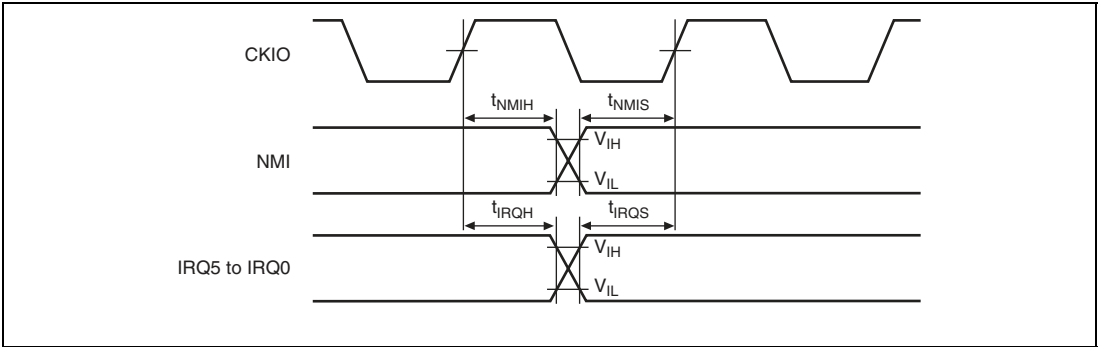 CKIO
tNMIH tNMIS
VIH
NMI
VIL
tIRQH tIRQS
VIH
IRQ5 to IRQ0
VIL